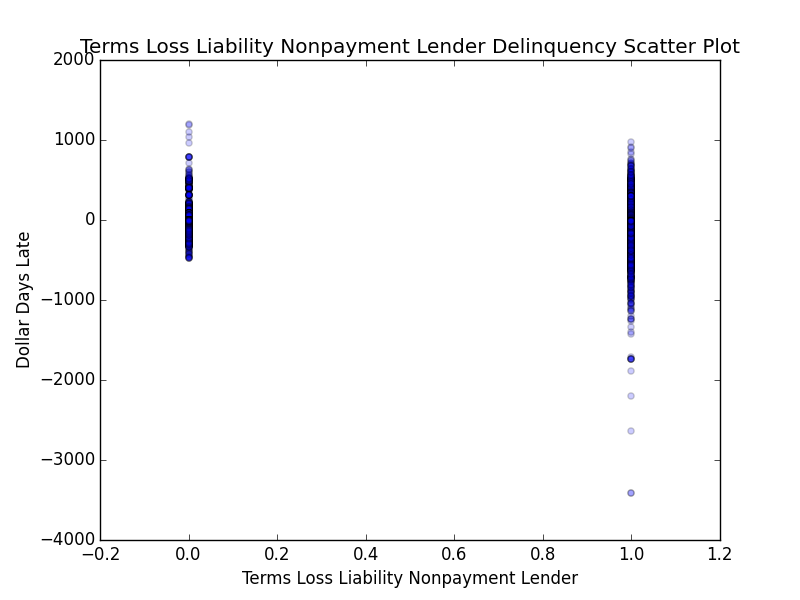 Terms Loss Liability Nonpayment Lender Delinquency Scatter Plot
2000
1000
0
−1000
−2000
−3000
−4000
Dollar Days Late
−0.2 0.0 0.2 0.4 0.6 0.8 1.0 1.2
Terms Loss Liability Nonpayment Lender